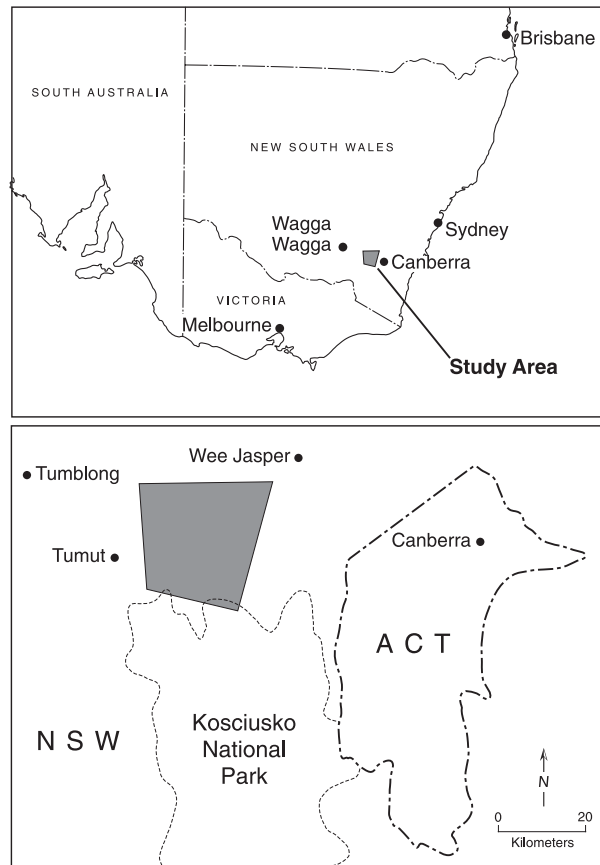 Brisbane
SOUTH AUSTRALIA
NEW SOUTH WALES
Wagga
Wagga
Sydney
Canberra
VICTORIA
Melbourne
Study Area
Wee Jasper
Tumblong
Canberra
Tumut
A C T
N S W
Kosciusko
National
Park
N
0 20
Kilometers